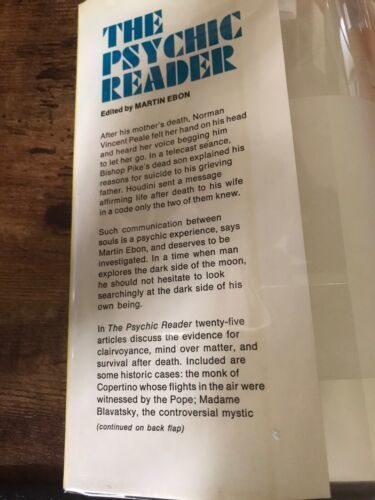 THE
PSYCHIC
READER
Edited by MARTIN EBON
After his mother's death, Norman
Vincent Peale felt her hand on his head
and heard her voice begging him
to let her go. In a telecast séance,
Bishop Pike's dead son explained his
reasons for suicide to his grieving
father. Houdini sent a message
affirming life after death to his wife
in a code only the two of them knew.
Such communication between
souls is a psychic experience, says
Martin Ebon, and deserves to be
investigated. In a time when man
explores the dark side of the moon,
he should not hesitate to look
searchingly at the dark side of his
own being.
In The Psychic Reader twenty-five
articles discuss the evidence for
clairvoyance, mind over matter, and
survival after death. Included are
some historic cases: the monk of
Copertino whose flights in the air were
witnessed by the Pope; Madame
Blavatsky, the controversial mystic
(continued on back flap)